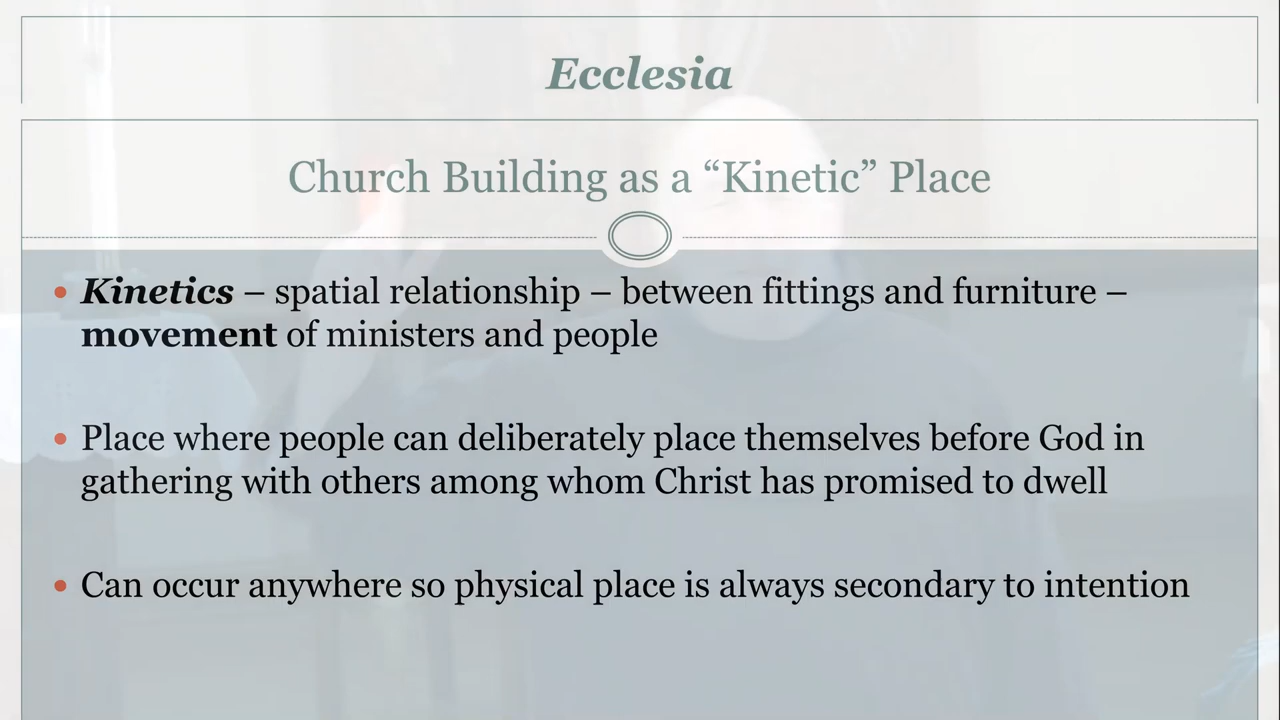 Ecclesia
Church Building as a “Kinetic” Place
• Kinetics – spatial relationship – between fittings and furniture –
movement of ministers and people
• Place where people can deliberately place themselves before God in
gathering with others among whom Christ has promised to dwell
• Can occur anywhere so physical place is always secondary to intention